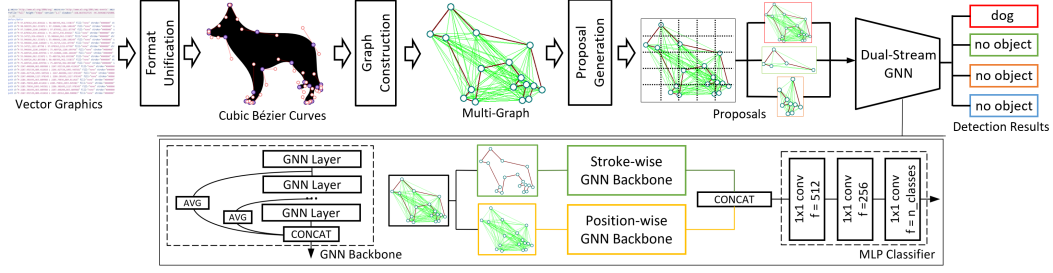 Vector Graphics
Format
Unification
Cubic Bézier Curves
Graph
Construction
Multi-Graph
Proposal
Generation
Proposals
Dual-Stream
GNN
dog
no object
no object
no object
Detection Results
GNN Layer
GNN Layer
...
GNN Layer
AVG
AVG
CONCAT
GNN Backbone
Stroke-wise
GNN Backbone
Position-wise
GNN Backbone
CONCAT
1x1 conv
f = 512
1x1 conv
f =256
1x1 conv
f = n_classes
MLP Classifier